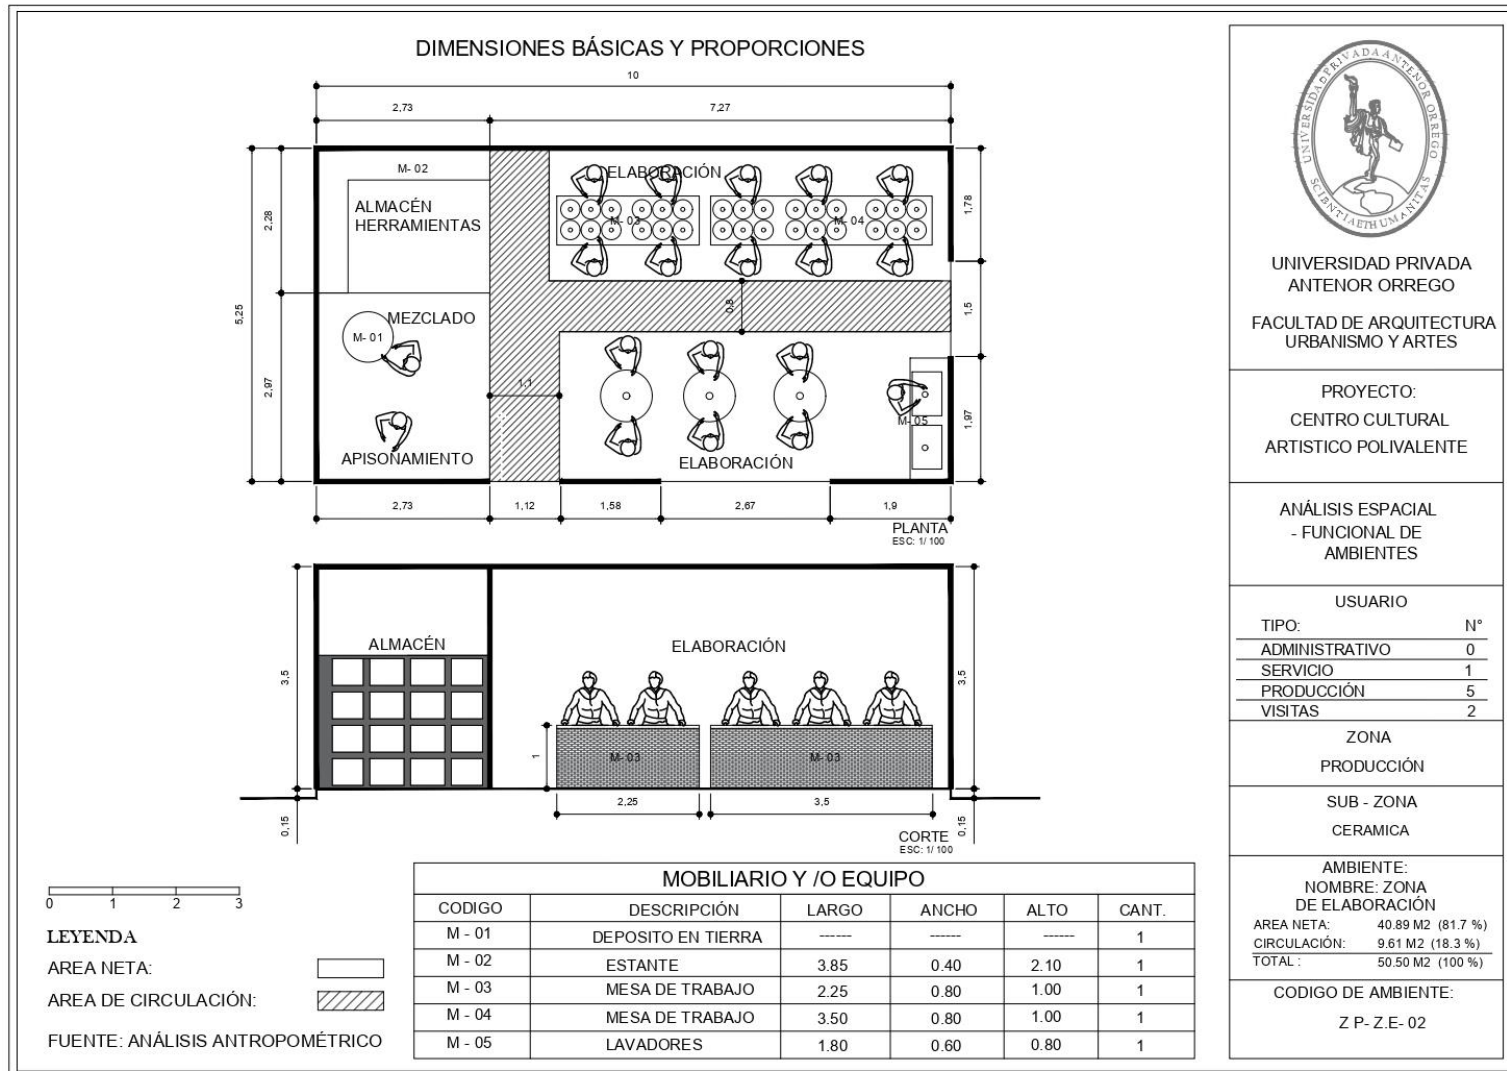 DIMENSIONES BÁSICAS Y PROPORCIONES
10
2,73 7,27
M- 02
ALMACÉN
HERRAMIENTAS
ELABORACIÓN
M- 03 M- 04
5,25
2,28
2,97
1,78
1,5
1,97
0,8
MEZCLADO
M- 01
1,1
M- 05
APISONAMIENTO
ELABORACIÓN
2,73 1,12 1,58 2,67 1,9
PLANTA
ESC: 1/ 100
ALMACÉN
ELABORACIÓN
3,5
3,5
1
M- 03 M- 03
2,25 3,5
0,15
0,15
CORTE
ESC: 1/ 100
0 1 2 3
LEYENDA
AREA NETA:
AREA DE CIRCULACIÓN:
FUENTE: ANÁLISIS ANTROPOMÉTRICO
MOBILIARIO Y /O EQUIPO
CODIGO DESCRIPCIÓN LARGO ANCHO ALTO CANT.
M - 01 DEPOSITO EN TIERRA ------ ------ ------ 1
M - 02 ESTANTE 3.85 0.40 2.10 1
M - 03 MESA DE TRABAJO 2.25 0.80 1.00 1
M - 04 MESA DE TRABAJO 3.50 0.80 1.00 1
M - 05 LAVADORES 1.80 0.60 0.80 1
UNIVERSIDAD PRIVADA ANTENOR ORREGO
SCIENTIA ET HUMANITAS
UNIVERSIDAD PRIVADA
ANTENOR ORREGO
FACULTAD DE ARQUITECTURA
URBANISMO Y ARTES
PROYECTO:
CENTRO CULTURAL
ARTISTICO POLIVALENTE
ANÁLISIS ESPACIAL
- FUNCIONAL DE
AMBIENTES
USUARIO
TIPO: N°
ADMINISTRATIVO 0
SERVICIO 1
PRODUCCIÓN 5
VISITAS 2
ZONA
PRODUCCIÓN
SUB - ZONA
CERAMICA
AMBIENTE:
NOMBRE: ZONA
DE ELABORACIÓN
AREA NETA: 40.89 M2 (81.7 %)
CIRCULACIÓN: 9.61 M2 (18.3 %)
TOTAL : 50.50 M2 (100 %)
CODIGO DE AMBIENTE:
Z P- Z.E- 02